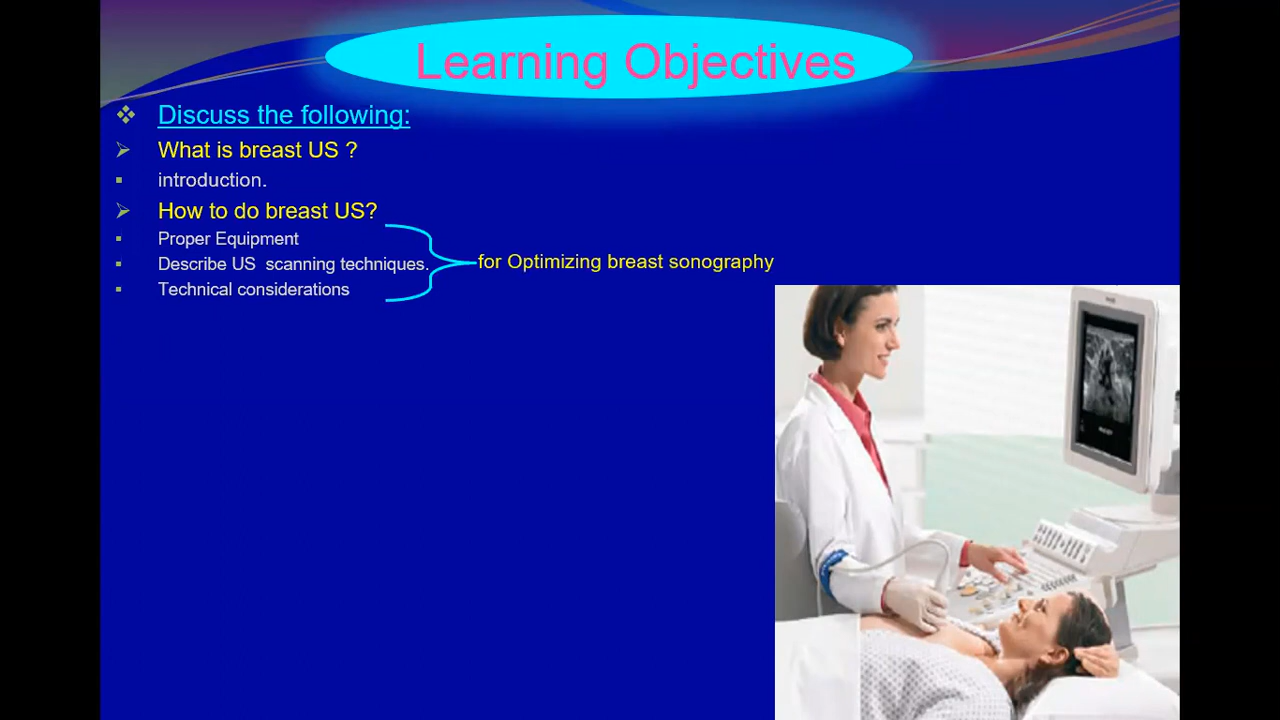 Learning Objectives
Discuss the following:
What is breast US ?
introduction.
How to do breast US?
Proper Equipment
Describe US  scanning techniques.
Technical considerations
for Optimizing breast sonography